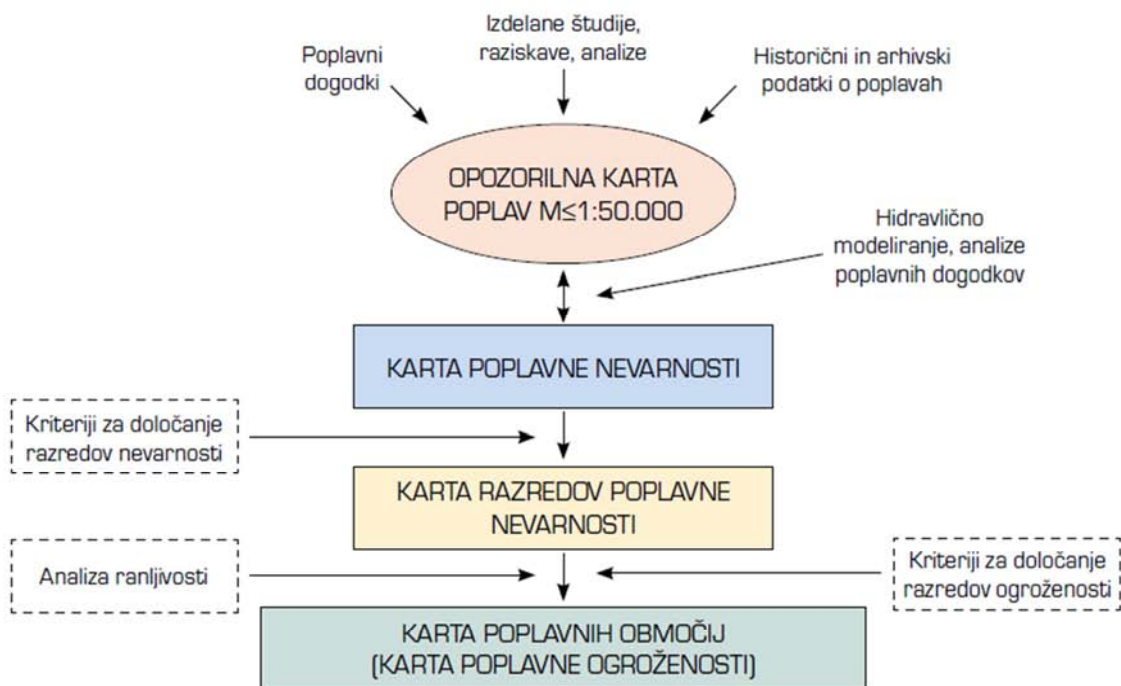 Poplavni
dogodki
Izdelane študije,
raziskave, analize
Historični in arhivski
podatki o poplavah
OPOZORILNA KARTA
POPLAV M≤1:50.000
Hidravlično
modeliranje, analize
poplavnih dogodkov
KARTA POPLAVNE NEVARNOSTI
Kriteriji za določanje
razredov nevarnosti
KARTA RAZREDOV POPLAVNE
NEVARNOSTI
Analiza ranljivosti
Kriteriji za določanje
razredov ogroženosti
KARTA POPLAVNIH OBMOČIJ
(KARTA POPLAVNE OGROŽENOSTI)